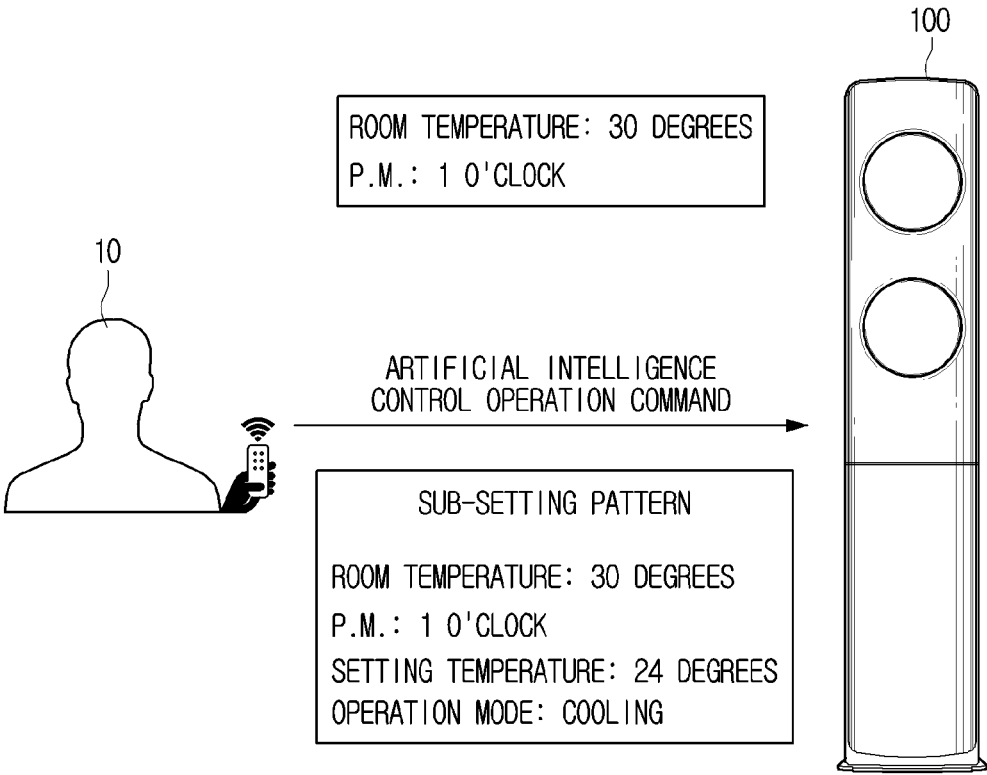 100
ROOM TEMPERATURE: 30 DEGREES
P.M.: 1 O'CLOCK
10
ARTIFICIAL INTELLIGENCE
CONTROL OPERATION COMMAND
SUB-SETTING PATTERN
ROOM TEMPERATURE: 30 DEGREES
P.M.: 1 O'CLOCK
SETTING TEMPERATURE: 24 DEGREES
OPERATION MODE: COOLING